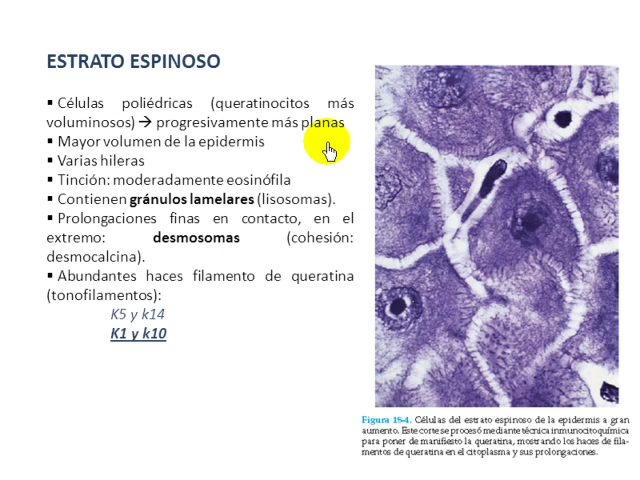 ESTRATO ESPINOSO
▪ Células poliédricas (queratinocitos más
voluminosos) → progresivamente más planas
▪ Mayor volumen de la epidermis
▪ Varias hileras
▪ Tinción: moderadamente eosinófila
▪ Contienen gránulos lamelares (lisosomas).
▪ Prolongaciones finas en contacto, en el
extremo: desmosomas (cohesión:
desmocalcina).
▪ Abundantes haces filamento de queratina
(tonofilamentos):
K5 y k14
K1 y k10
Figura 18-4. Células del estrato espinoso de la epidermis a gran
aumento. Este corte se procesó mediante técnica inmunocitoquímica
para poner de manifiesto la queratina, mostrando los haces de fila-
mentos de queratina en el citoplasma y sus prolongaciones.